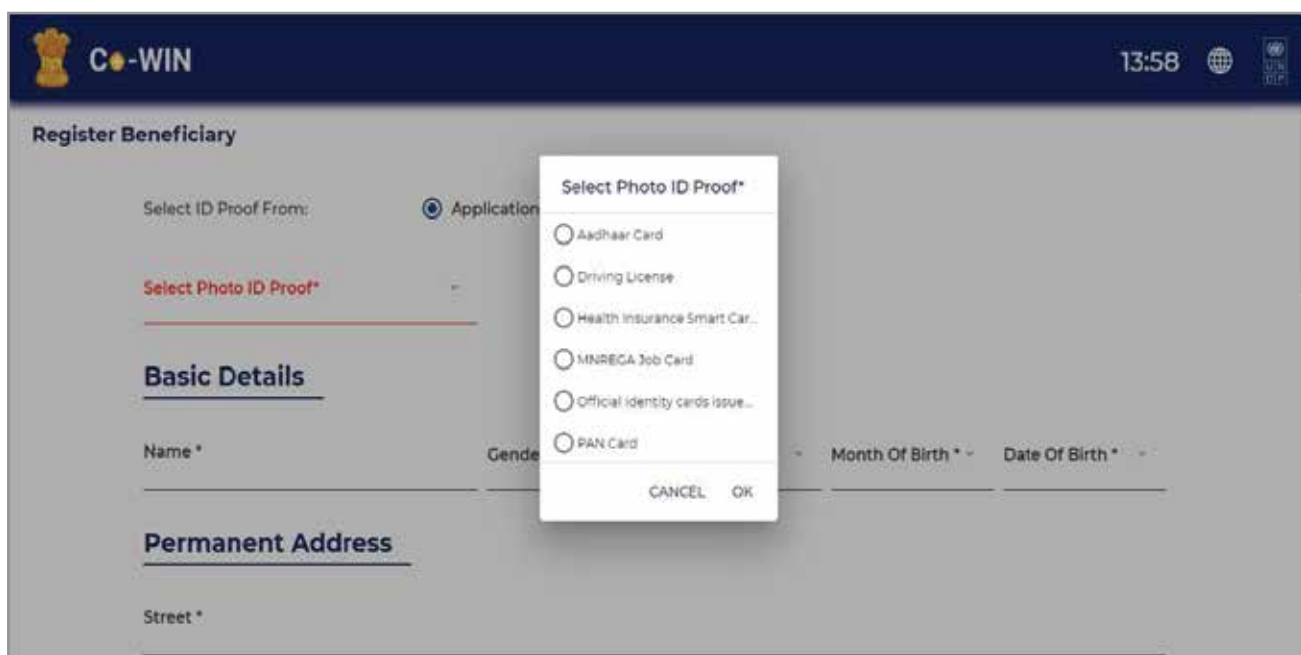 Co-WIN
13:58
UN
DP
Register Beneficiary
Select ID Proof From:
Application
Select Photo ID Proof*
Select Photo ID Proof*
Aadhaar Card
Driving License
Health Insurance Smart Car...
MNREGA Job Card
Official identity cards issue...
PAN Card
CANCEL OK
Basic Details
Name * Gende Month Of Birth * Date Of Birth *
Permanent Address
Street *